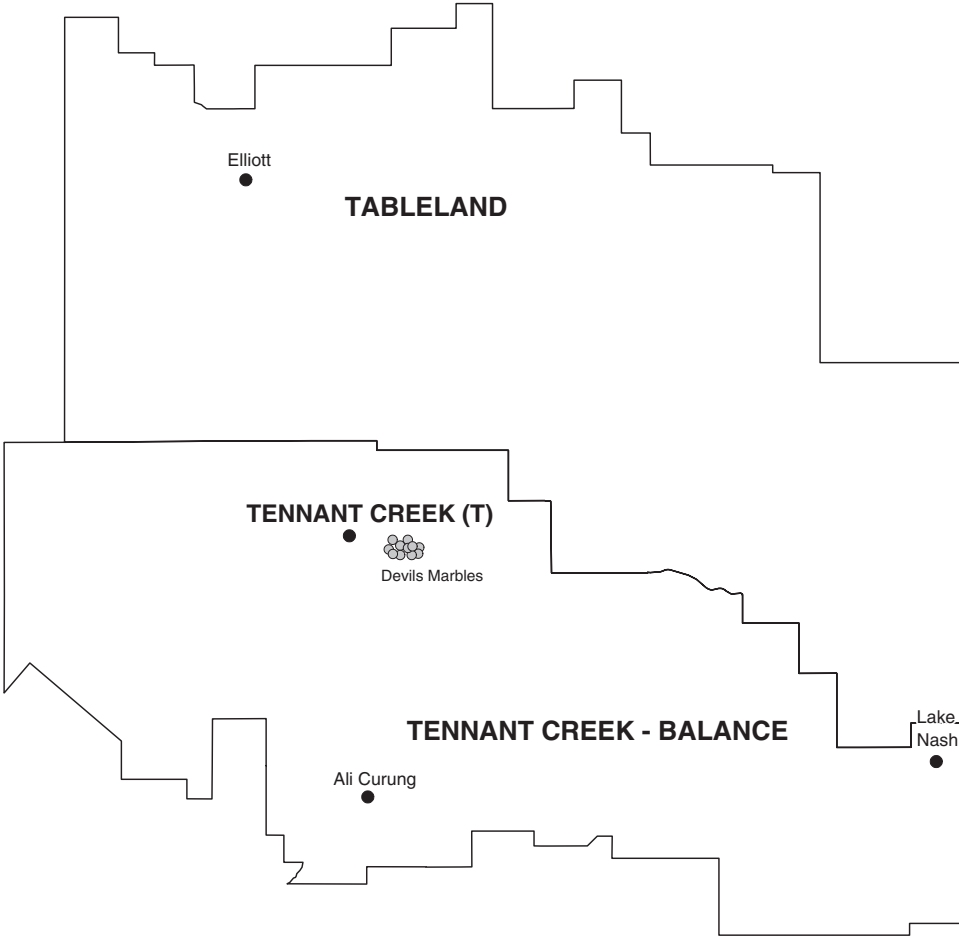 Elliott
TABLELAND
TENNANT CREEK (T)
Devils Marbles
TENNANT CREEK - BALANCE
Lake
Nash
Ali Curung